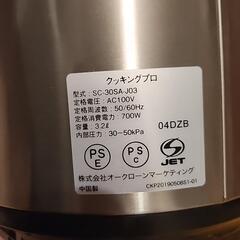 クッキングプロ
型式：SC-30SA-J03
定格電圧：AC100V
定格周波数：50/60Hz
定格消費電力：700W
容量：3.2ℓ
内部圧力：30-50kPa
04DZB
PS
E
PS
C
S
JET
株式会社オークローンマーケティング
中国製
CKP20190508S1-01